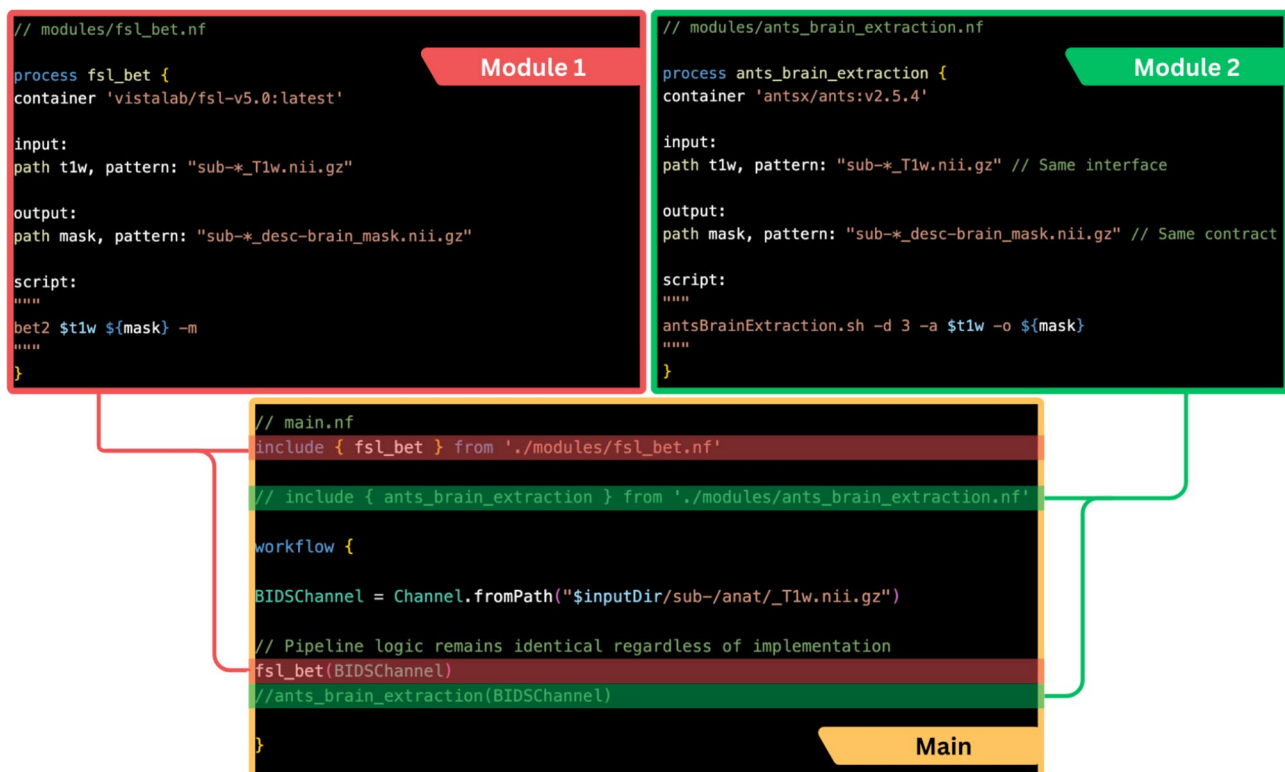 // modules/fsl_bet.nf
Module 1
process fsl_bet {
container 'vistalab/fsl-v5.0:latest'
input:
path t1w, pattern: "sub-*_T1w.nii.gz"
output:
path mask, pattern: "sub-*_desc-brain_mask.nii.gz"
script:
"""
bet2 $t1w ${mask} -m
"""
}
// modules/ants_brain_extraction.nf
Module 2
process ants_brain_extraction {
container 'antsx/ants:v2.5.4'
input:
path t1w, pattern: "sub-*_T1w.nii.gz" // Same interface
output:
path mask, pattern: "sub-*_desc-brain_mask.nii.gz" // Same contract
script:
"""
antsBrainExtraction.sh -d 3 -a $t1w -o ${mask}
"""
}
// main.nf
include { fsl_bet } from './modules/fsl_bet.nf'
// include { ants_brain_extraction } from './modules/ants_brain_extraction.nf'
workflow {
BIDSChannel = Channel.fromPath("$inputDir/sub-/anat/_T1w.nii.gz")
// Pipeline logic remains identical regardless of implementation
fsl_bet(BIDSChannel)
//ants_brain_extraction(BIDSChannel)
}
Main